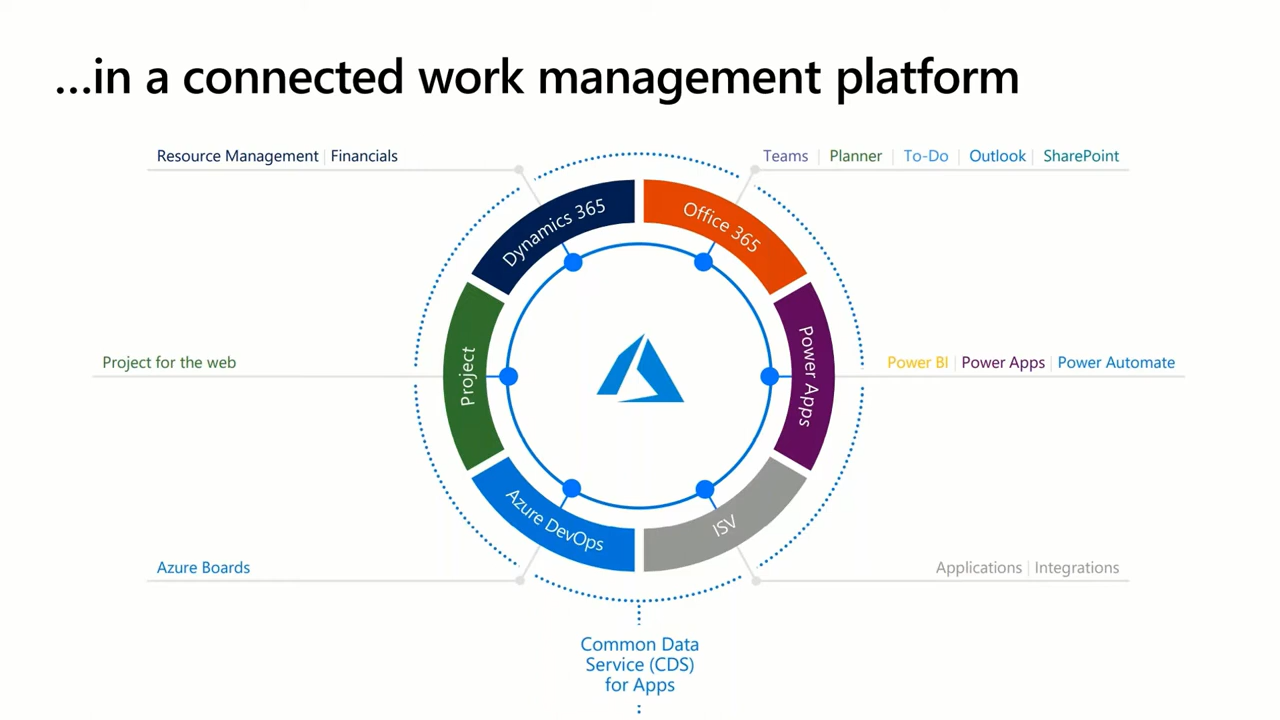 ...in a connected work management platform
Resource Management | Financials
Teams | Planner | To-Do | Outlook | SharePoint
Dynamics 365
Office 365
Project for the web
Project
Power Apps
Power BI | Power Apps | Power Automate
Azure DevOps
ISV
Azure Boards
Applications | Integrations
Common Data
Service (CDS)
for Apps